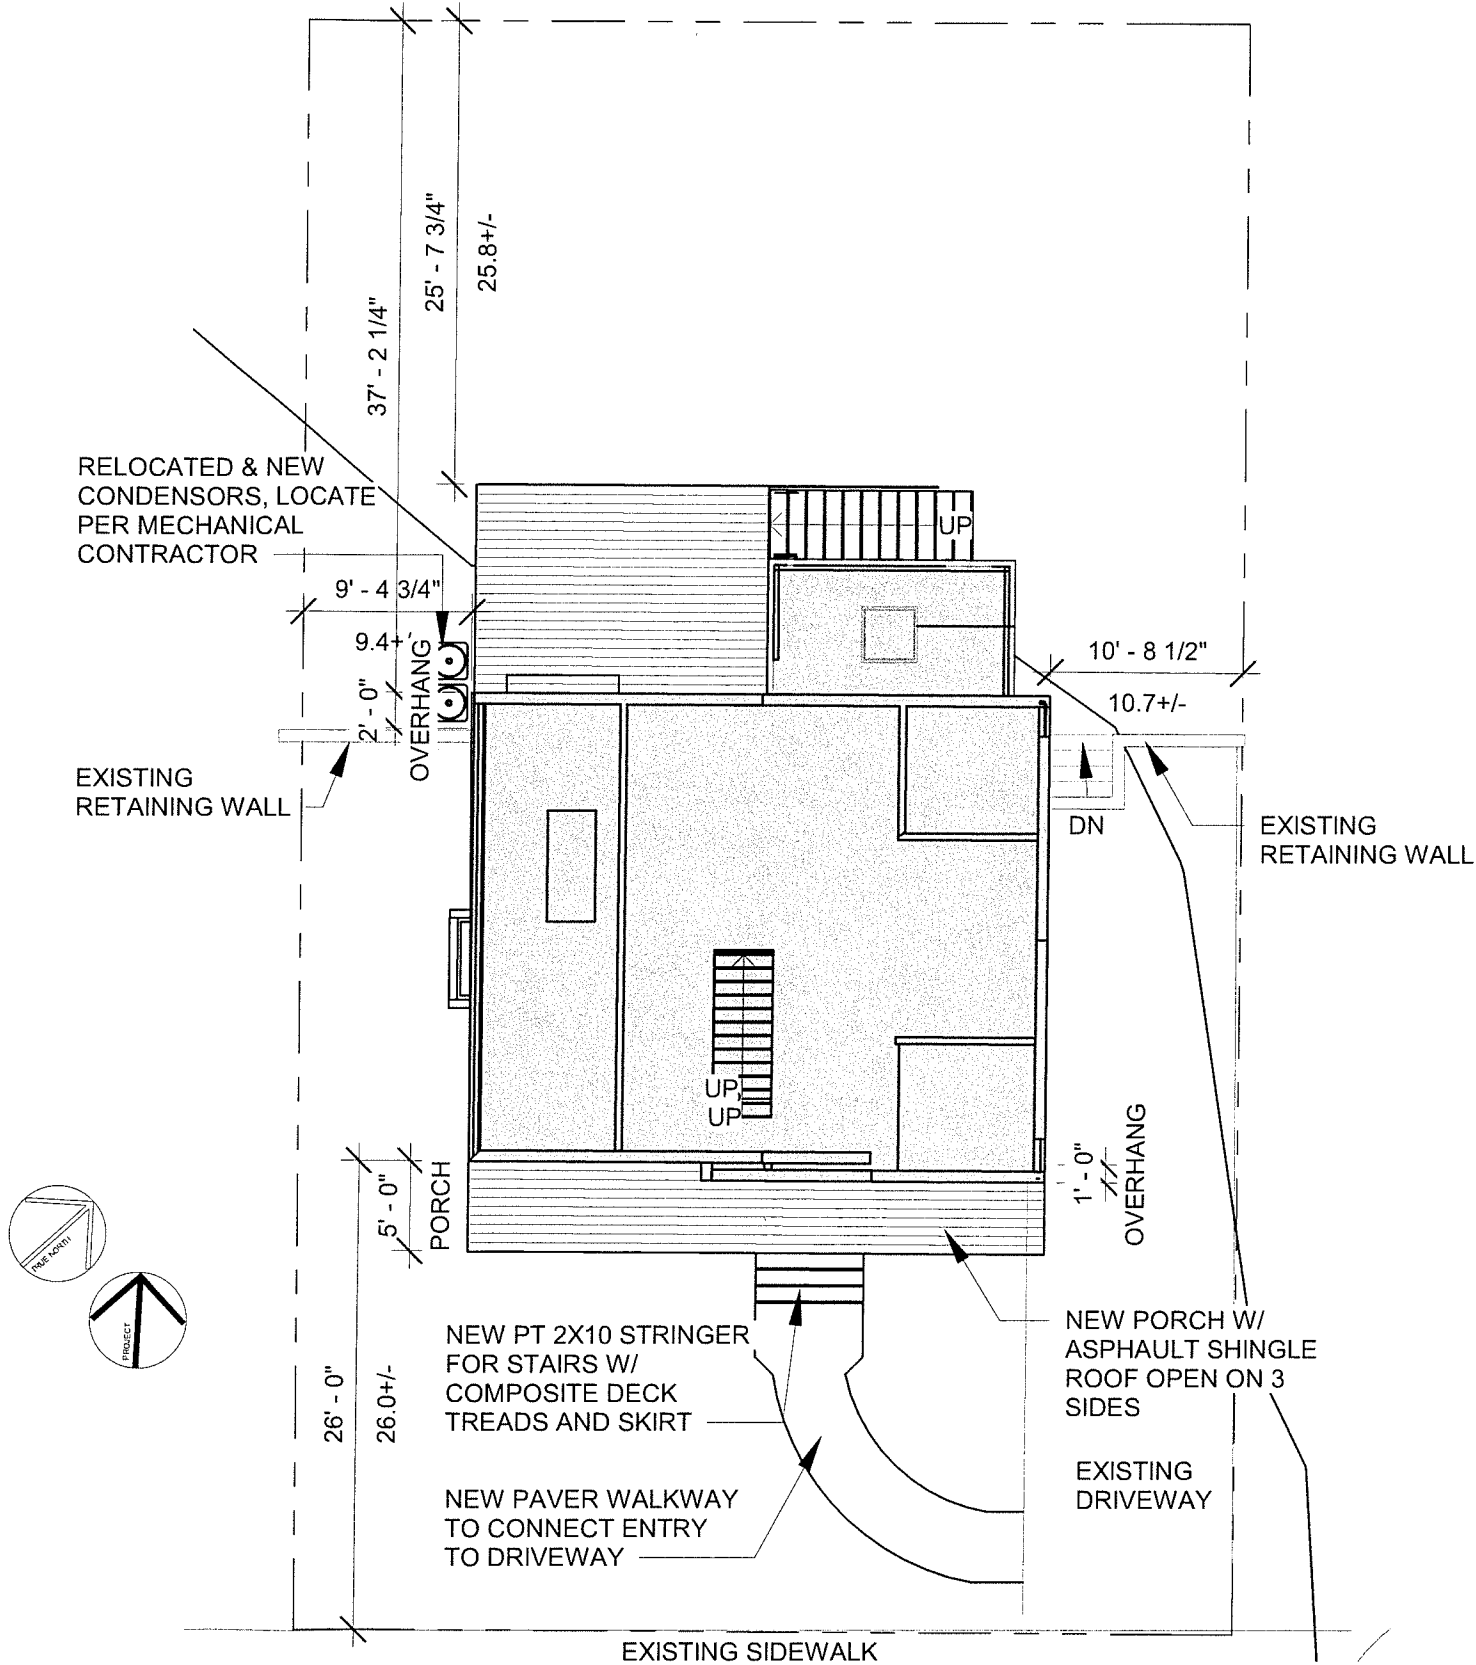 25' - 7 3/4"
25.8+/-
37' - 2 1/4"
RELOCATED & NEW
CONDENSORS, LOCATE
PER MECHANICAL
CONTRACTOR
UP
9' - 4 3/4"
9.4+/
OVERHANG
2' - 0"
10' - 8 1/2"
10.7+/-
EXISTING
RETAINING WALL
DN
EXISTING
RETAINING WALL
UP
UP
5' - 0"
PORCH
1' - 0"
OVERHANG
TRUE NORTH
PROJECT
26' - 0"
26.0+/-
NEW PT 2X10 STRINGER
FOR STAIRS W/
COMPOSITE DECK
TREADS AND SKIRT
NEW PORCH W/
ASPHAULT SHINGLE
ROOF OPEN ON 3
SIDES
NEW PAVER WALKWAY
TO CONNECT ENTRY
TO DRIVEWAY
EXISTING
DRIVEWAY
EXISTING SIDEWALK